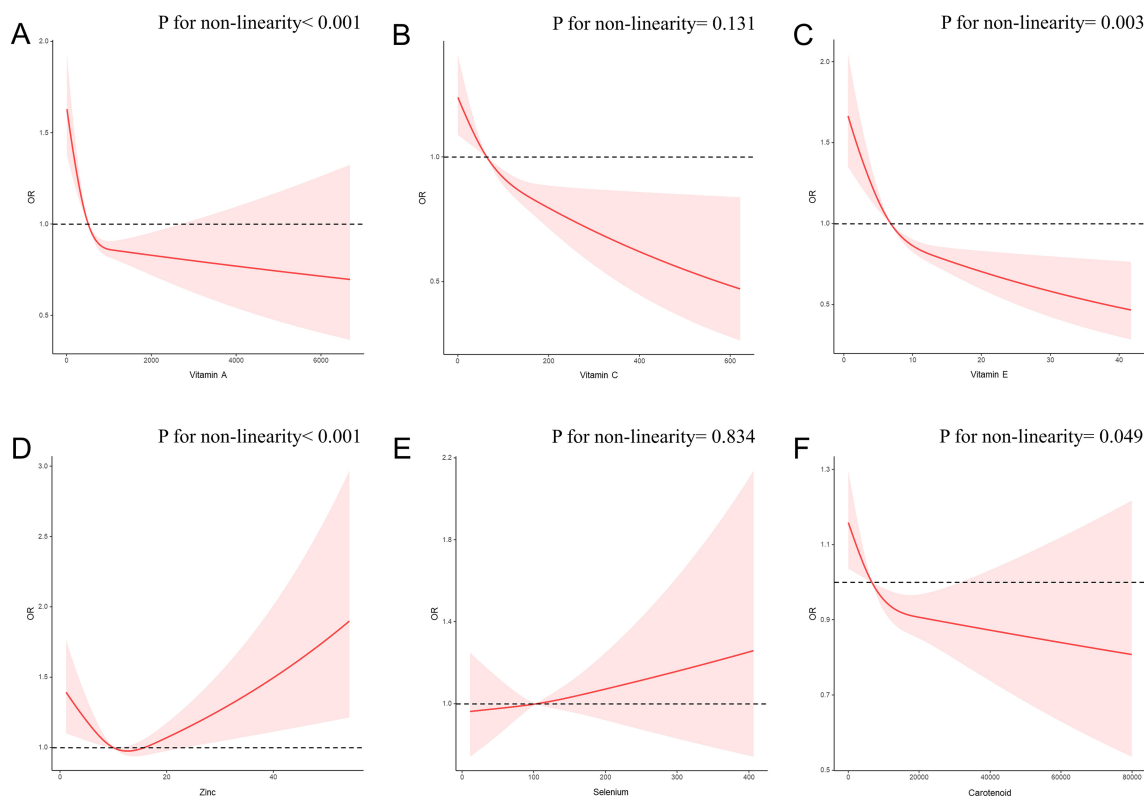 A
P for non-linearity< 0.001
2.0
1.5
1.0
0.5
OR
0
2000
4000
6000
Vitamin A
B
P for non-linearity= 0.131
1.0
0.5
OR
0
200
400
600
Vitamin C
C
P for non-linearity= 0.003
2.0
1.5
1.0
0.5
OR
0
10
20
30
40
Vitamin E
D
P for non-linearity< 0.001
3.0
2.5
2.0
1.5
1.0
OR
0
20
40
Zinc
E
P for non-linearity= 0.834
2.2
1.8
1.4
1.0
OR
0
100
200
300
400
Selenium
F
P for non-linearity= 0.049
1.3
1.1
0.9
0.7
0.5
OR
0
20000
40000
60000
80000
Carotenoid